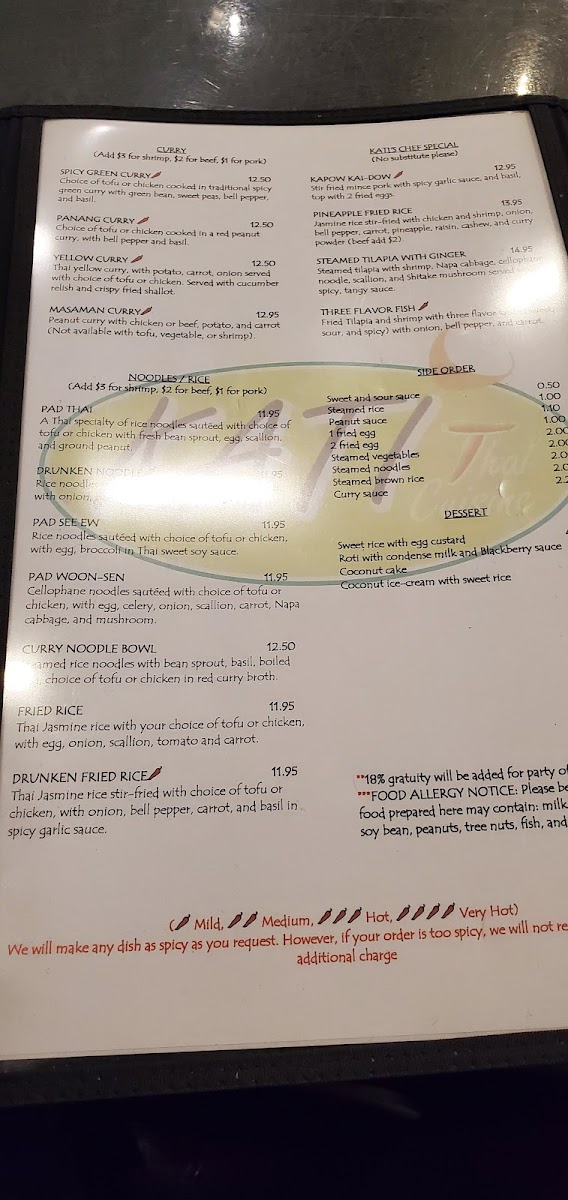 CURRY
(Add $3 for shrimp, $2 for beef, $1 for pork)
SPICY GREEN CURRY 12.50
Choice of tofu or chicken cooked in traditional spicy
green curry with green bean, sweet peas, bell pepper,
and basil.
PANANG CURRY 12.50
Choice of tofu or chicken cooked in a red peanut
curry, with bell pepper and basil.
YELLOW CURRY 12.50
Thai yellow curry, with potato, carrot, onion served
with choice of tofu or chicken. Served with cucumber
relish and crispy fried shallot.
MASAMAN CURRY 12.95
Peanut curry with chicken or beef, potato, and carrot
(Not available with tofu, vegetable, or shrimp).
NOODLES / RICE
(Add $3 for shrimp, $2 for beef, $1 for pork)
PAD THAI 11.95
A Thai specialty of rice noodles sautéed with choice of
tofu or chicken with fresh bean sprout, egg, scallion,
and ground peanut.
DRUNKEN
Rice noodles
with onion,
PAD SEE EW 11.95
Rice noodles sautéed with choice of tofu or chicken,
with egg, broccoli in Thai sweet soy sauce.
PAD WOON-SEN 11.95
Cellophane noodles sautéed with choice of tofu or
chicken, with egg, celery, onion, scallion, carrot, Napa
cabbage, and mushroom.
CURRY NOODLE BOWL 12.50
rice noodles with bean sprout, basil, boiled
choice of tofu or chicken in red curry broth.
FRIED RICE 11.95
Thai Jasmine rice with your choice of tofu or chicken,
with egg, onion, scallion, tomato and carrot.
DRUNKEN FRIED RICE 11.95
Thai Jasmine rice stir-fried with choice of tofu or
chicken, with onion, bell pepper, carrot, and basil in
spicy garlic sauce.
KATI'S CHEF SPECIAL
(No substitute please)
KAPOW KAI-DOW 12.95
Stir fried mince pork with spicy garlic sauce, and basil,
top with 2 fried eggs.
PINEAPPLE FRIED RICE 13.95
Jasmine rice stir-fried with chicken and shrimp, onion,
bell pepper, carrot, pineapple, raisin, cashew, and curry
powder (beef add $2)
STEAMED TILAPIA WITH GINGER 14.95
Steamed tilapia with shrimp, Napa cabbage, cellophane
noodle, scallion, and Shitake mushroom served
spicy, tangy sauce.
THREE FLAVOR FISH
Fried Tilapia and shrimp with three flavor
sour, and spicy) with onion, bell pepper, and carrot.
SIDE ORDER
Sweet and sour sauce 0.50
Steamed rice 1.00
Peanut sauce 1.10
1 fried egg 1.00
2 fried egg 2.00
Steamed vegetables 2.00
Steamed noodles 2.0
Steamed brown rice 2.0
Curry sauce 2.2
DESSERT
Sweet rice with egg custard
Roti with condense milk and Blackberry sauce
Coconut cake
Coconut ice-cream with sweet rice
KATI
**18% gratuity will be added for party of
***FOOD ALLERGY NOTICE: Please be
food prepared here may contain: milk
soy bean, peanuts, tree nuts, fish, and
( Mild, Medium, Hot, Very Hot)
We will make any dish as spicy as you request. However, if your order is too spicy, we will not re
additional charge